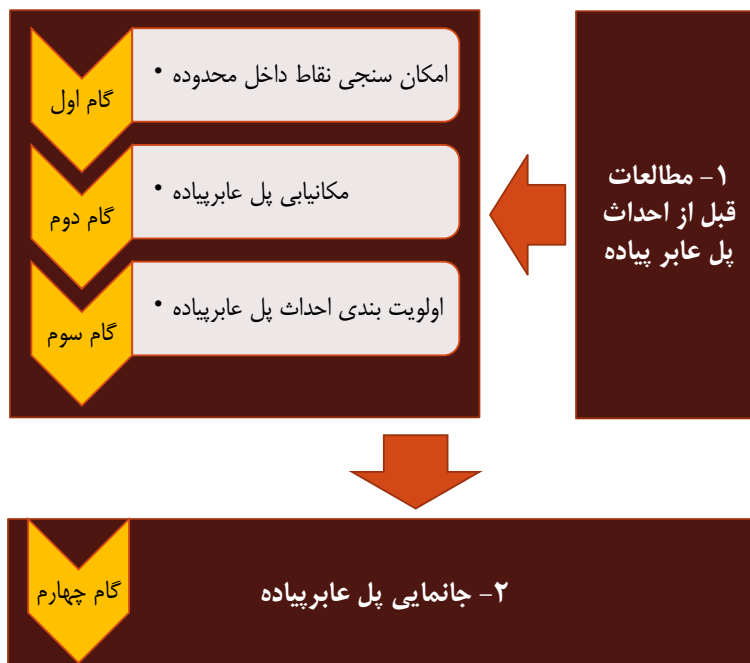 ۱- مطالعات
قبل از احداث
پل عابر پیاده
گام اول
• امکان سنجی نقاط داخل محدوده
گام دوم
• مکانیابی پل عابرپیاده
گام سوم
• اولویت بندی احداث پل عابرپیاده
گام چهارم
۲- جانمایی پل عابرپیاده